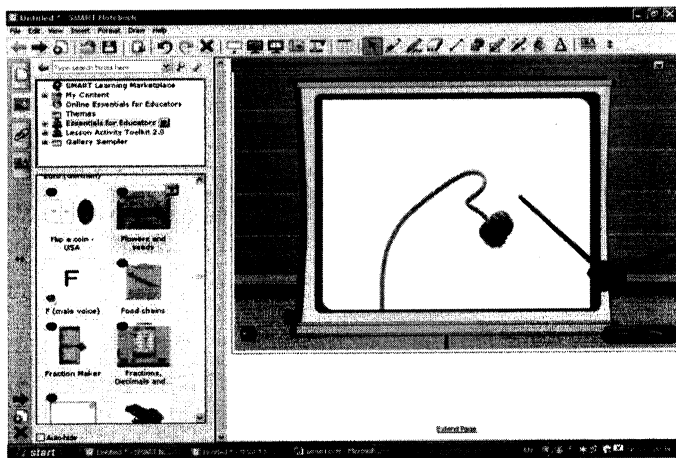 Untitled * - SMART Notebook
File Edit View Insert Format Draw Help
Type search terms here
SMART Learning Marketplace
My Content
Online Essentials for Educators
Themes
Essentials for Educators
Lesson Activity Toolkit 2.0
Gallery Sampler
Flip a coin -
USA
Flowers and
seeds
F
F (male voice)
Food chains
Fraction Maker
Fractions,
Decimals and...
Extend Page
Auto-hide
start